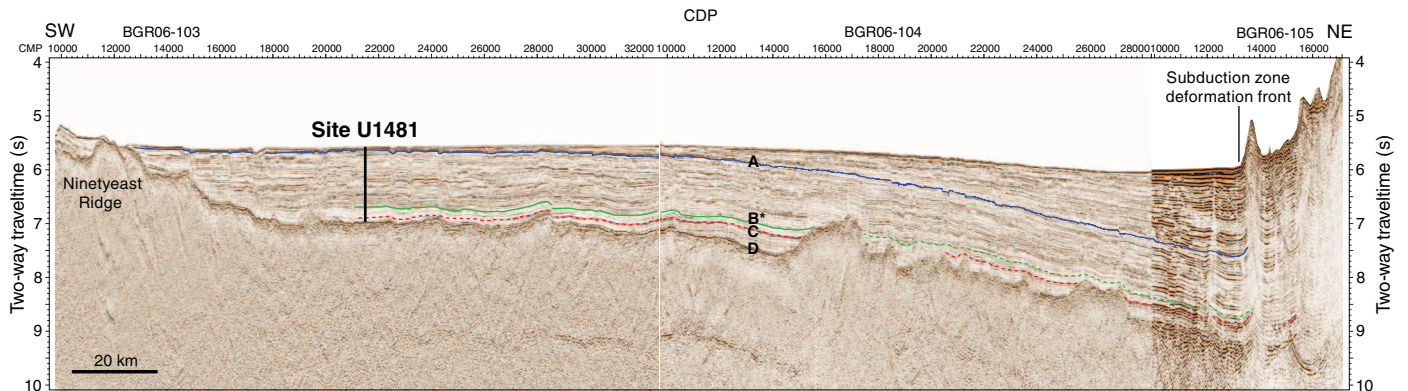 CDP
SW BGR06-103 BGR06-104 BGR06-105 NE
CMP 10000 12000 14000 16000 18000 20000 22000 24000 26000 28000 30000 32000 10000 12000 14000 16000 18000 20000 22000 24000 26000 28000 10000 12000 14000 16000
4 4
Subduction zone
deformation front
5 5
Site U1481
A
6 6
Ninetyeast
Ridge
B*
7 7
C
D
8 8
9 9
20 km
10 10
Two-way traveltime (s)
Two-way traveltime (s)